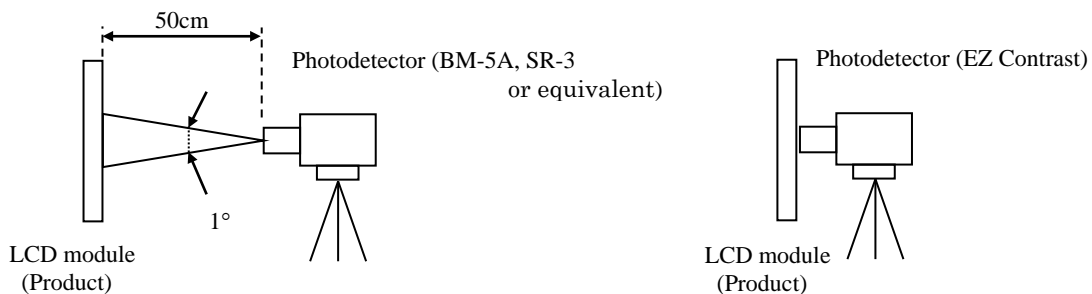 50cm
Photodetector (BM-5A, SR-3
or equivalent)
1°
LCD module
(Product)
Photodetector (EZ Contrast)
LCD module
(Product)